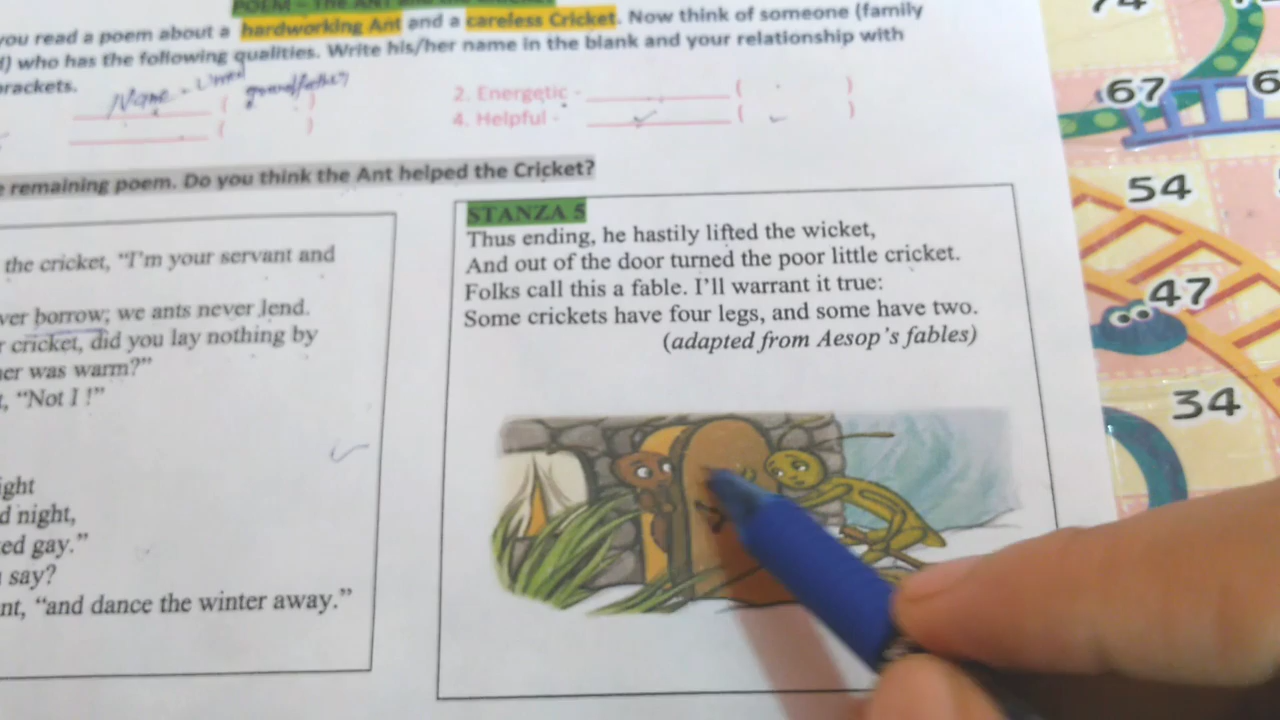 POEM – The ANT and the Cricket
you read a poem about a hardworking Ant and a careless Cricket. Now think of someone (family
who has the following qualities. Write his/her name in the blank and your relationship with
brackets.
Name - grandfather
2. Energetic - ( )
( )
4. Helpful - ( )
( )
remaining poem. Do you think the Ant helped the Cricket?
the cricket, "I'm your servant and
ver borrow; we ants never lend.
cricket, did you lay nothing by
er was warm?"
, "Not I !"
ight
d night,
ed gay."
say?
nt, "and dance the winter away."
STANZA 5
Thus ending, he hastily lifted the wicket,
And out of the door turned the poor little cricket.
Folks call this a fable. I'll warrant it true:
Some crickets have four legs, and some have two.
(adapted from Aesop's fables)
74
67
6
54
47
34